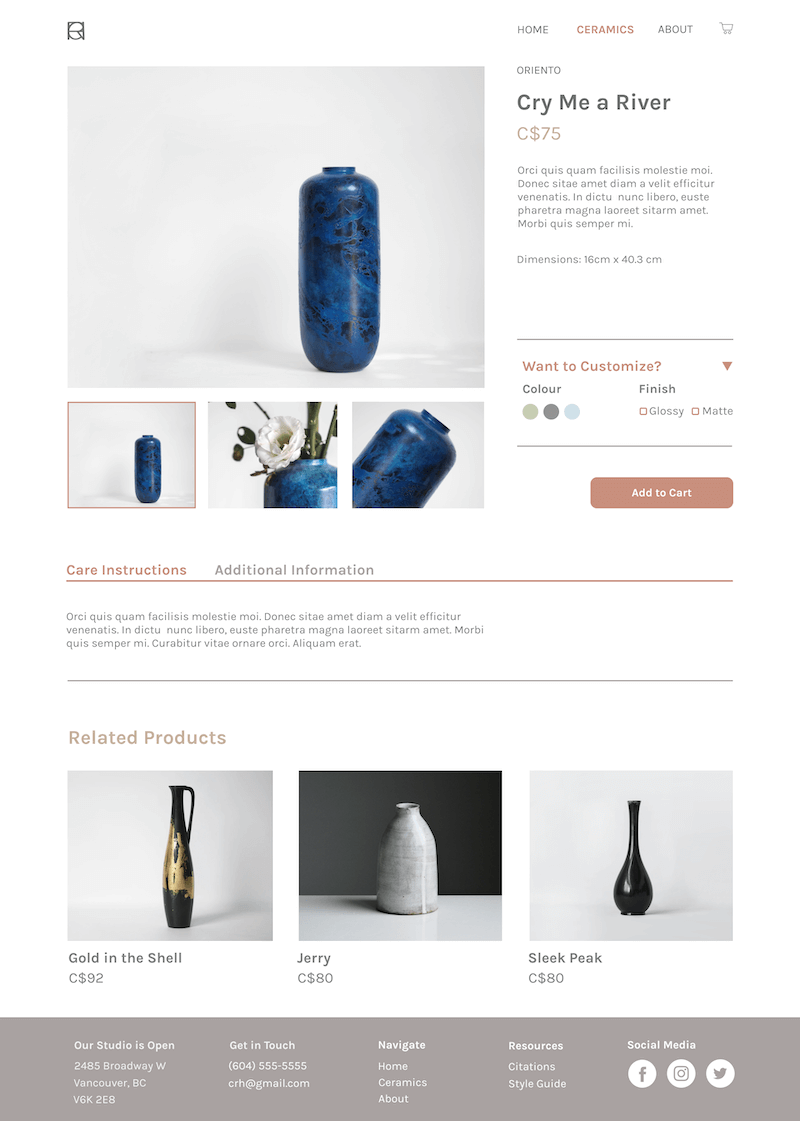 HOME CERAMICS ABOUT
ORIENTO
Cry Me a River
C$75
Orci quis quam facilisis molestie moi.
Donec sitae amet diam a velit efficitur
venenatis. In dictu nunc libero, euste
pharetra magna laoreet sitarm amet.
Morbi quis semper mi.
Dimensions: 16cm x 40.3 cm
Want to Customize?
Colour Finish
Glossy Matte
Add to Cart
Care Instructions Additional Information
Orci quis quam facilisis molestie moi. Donec sitae amet diam a velit efficitur
venenatis. In dictu nunc libero, euste pharetra magna laoreet sitarm amet. Morbi
quis semper mi. Curabitur vitae ornare orci. Aliquam erat.
Related Products
Gold in the Shell
C$92
Jerry
C$80
Sleek Peak
C$80
Our Studio is Open
2485 Broadway W
Vancouver, BC
V6K 2E8
Get in Touch
(604) 555-5555
crh@gmail.com
Navigate
Home
Ceramics
About
Resources
Citations
Style Guide
Social Media